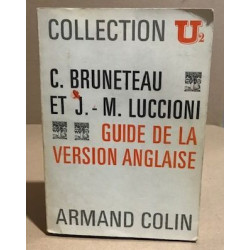 COLLECTION U2
C. BRUNETEAU
ET J.-M. LUCCIONI
GUIDE DE LA
VERSION ANGLAISE
ARMAND COLIN